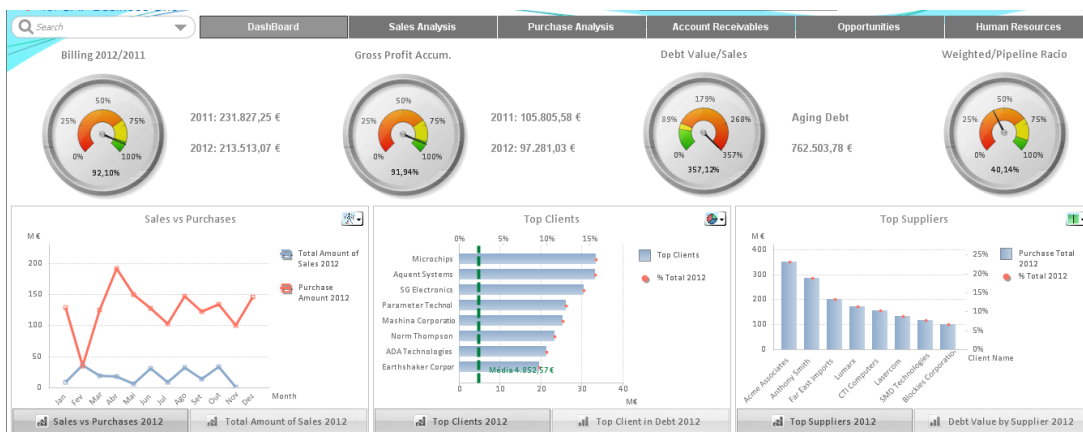 Search
DashBoard
Sales Analysis
Purchase Analysis
Account Receivables
Opportunities
Human Resources
Billing 2012/2011
0%
25%
50%
75%
100%
92,10%
2011: 231.827,25 €
2012: 213.513,07 €
Gross Profit Accum.
0%
25%
50%
75%
100%
91,94%
2011: 105.805,58 €
2012: 97.281,03 €
Debt Value/Sales
0%
89%
179%
268%
357%
357,12%
Aging Debt
762.503,78 €
Weighted/Pipeline Racio
0%
25%
50%
75%
100%
40,14%
Sales vs Purchases
M €
200
150
100
50
0
Jan
Fev
Mar
Abr
Mai
Jun
Jul
Ago
Set
Out
Nov
Dez
Month
Total Amount of
Sales 2012
Purchase
Amount 2012
Sales vs Purchases 2012
Total Amount of Sales 2012
Top Clients
0%
5%
10%
15%
Microchips
Aquent Systems
SG Electronics
Parameter Technol
Mashina Corporatio
Norm Thompson
ADA Technologies
Earthshaker Corpor
Média 4.852,57 €
0
10
20
30
40
M€
Top Clients
% Total 2012
Top Clients 2012
Top Client in Debt 2012
Top Suppliers
M €
400
300
200
100
0
25%
20%
15%
10%
5%
0%
Acme Associates
Anthony Smith
Far East Imports
Lumarx
CTI Computers
Lasercom
SMD Technologies
Blockies Corporation
Client Name
Purchase Total
2012
% Total 2012
Top Suppliers 2012
Debt Value by Supplier 2012